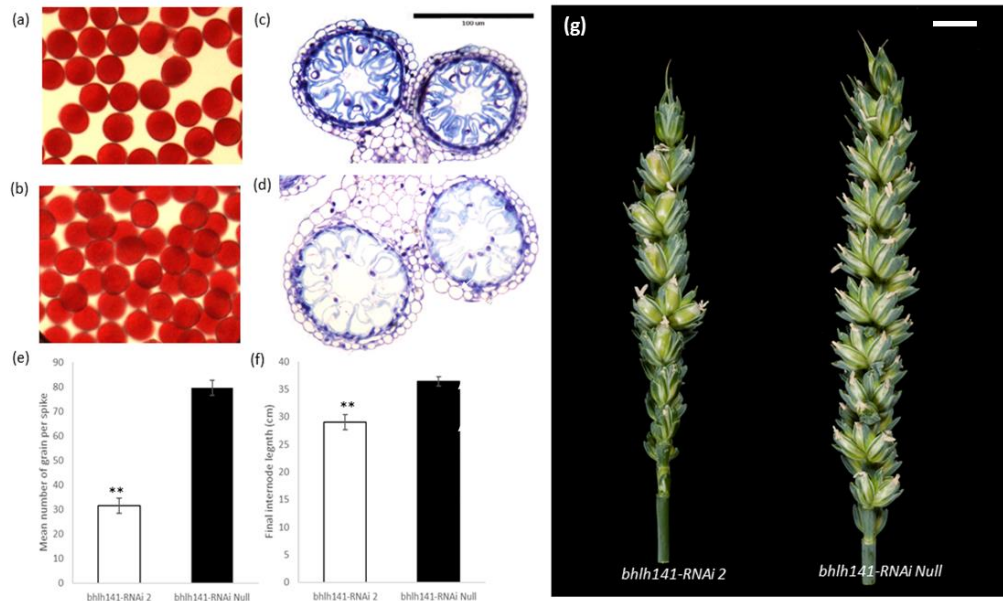 (a)
(b)
(c)
100 um
(d)
(e)
Mean number of grain per spike
90
80
70
60
50
40
30
20
10
0
**
bhlh141-RNAi 2
bhlh141-RNAi Null
(f)
Final internode legnth (cm)
40
35
30
25
20
15
10
5
0
**
bhlh141-RNAi 2
bhlh141-RNAi Null
(g)
bhlh141-RNAi 2
bhlh141-RNAi Null